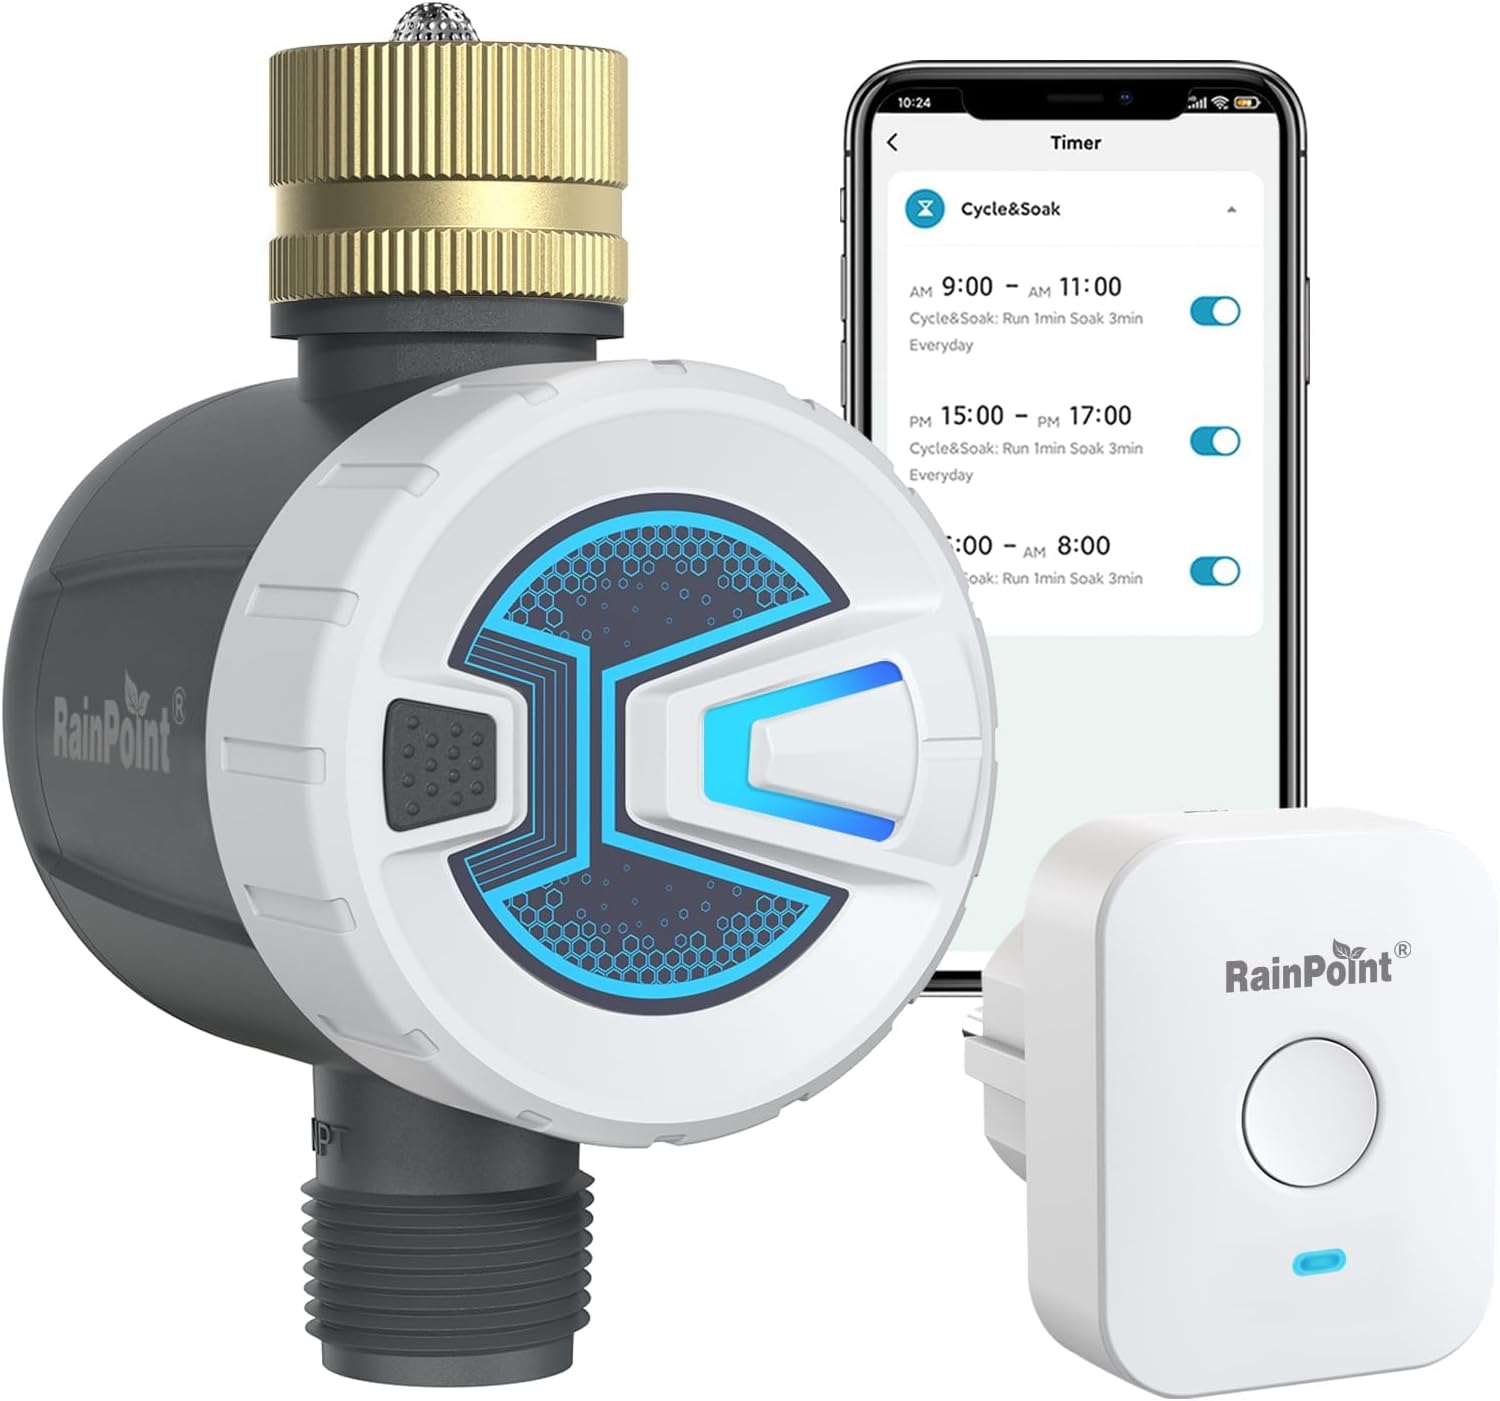 10:24
Timer
Cycle&Soak
AM 9:00 - AM 11:00
Cycle&Soak: Run 1min Soak 3min
Everyday
PM 15:00 - PM 17:00
Cycle&Soak: Run 1min Soak 3min
Everyday
:00 - AM 8:00
Soak: Run 1min Soak 3min
RainPoint®
RainPoint®